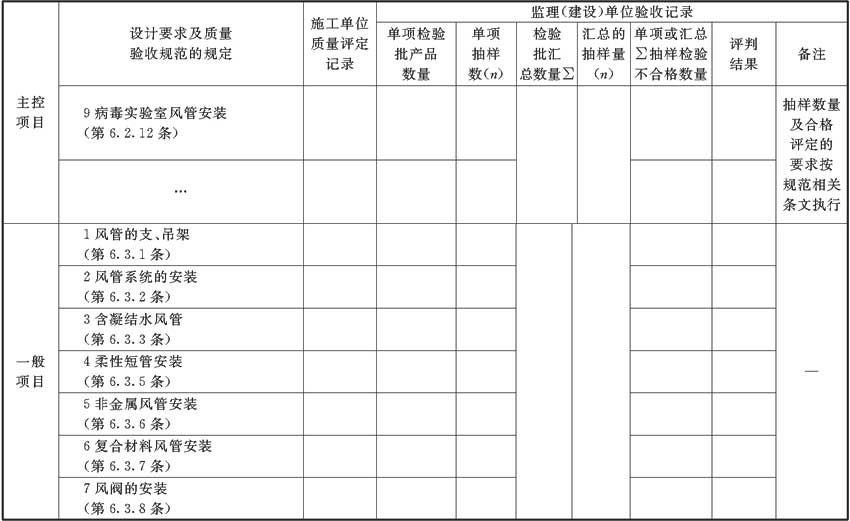 监理(建设)单位验收记录
设计要求及质量
验收规范的规定
施工单位
质量评定
记录
单项检验
批产品
数量
单项
抽样
数(n)
检验
批汇
总数量∑
汇总的
抽样量
(n)
单项或汇总
∑抽样检验
不合格数量
评判
结果
备注
主控
项目
9 病毒实验室风管安装
(第 6.2.12 条)
…
抽样数量
及合格
评定的
要求按
规范相关
条文执行
一般
项目
1 风管的支、吊架
(第 6.3.1 条)
2 风管系统的安装
(第 6.3.2 条)
3 含凝结水风管
(第 6.3.3 条)
4 柔性短管安装
(第 6.3.5 条)
5 非金属风管安装
(第 6.3.6 条)
6 复合材料风管安装
(第 6.3.7 条)
7 风阀的安装
(第 6.3.8 条)
—